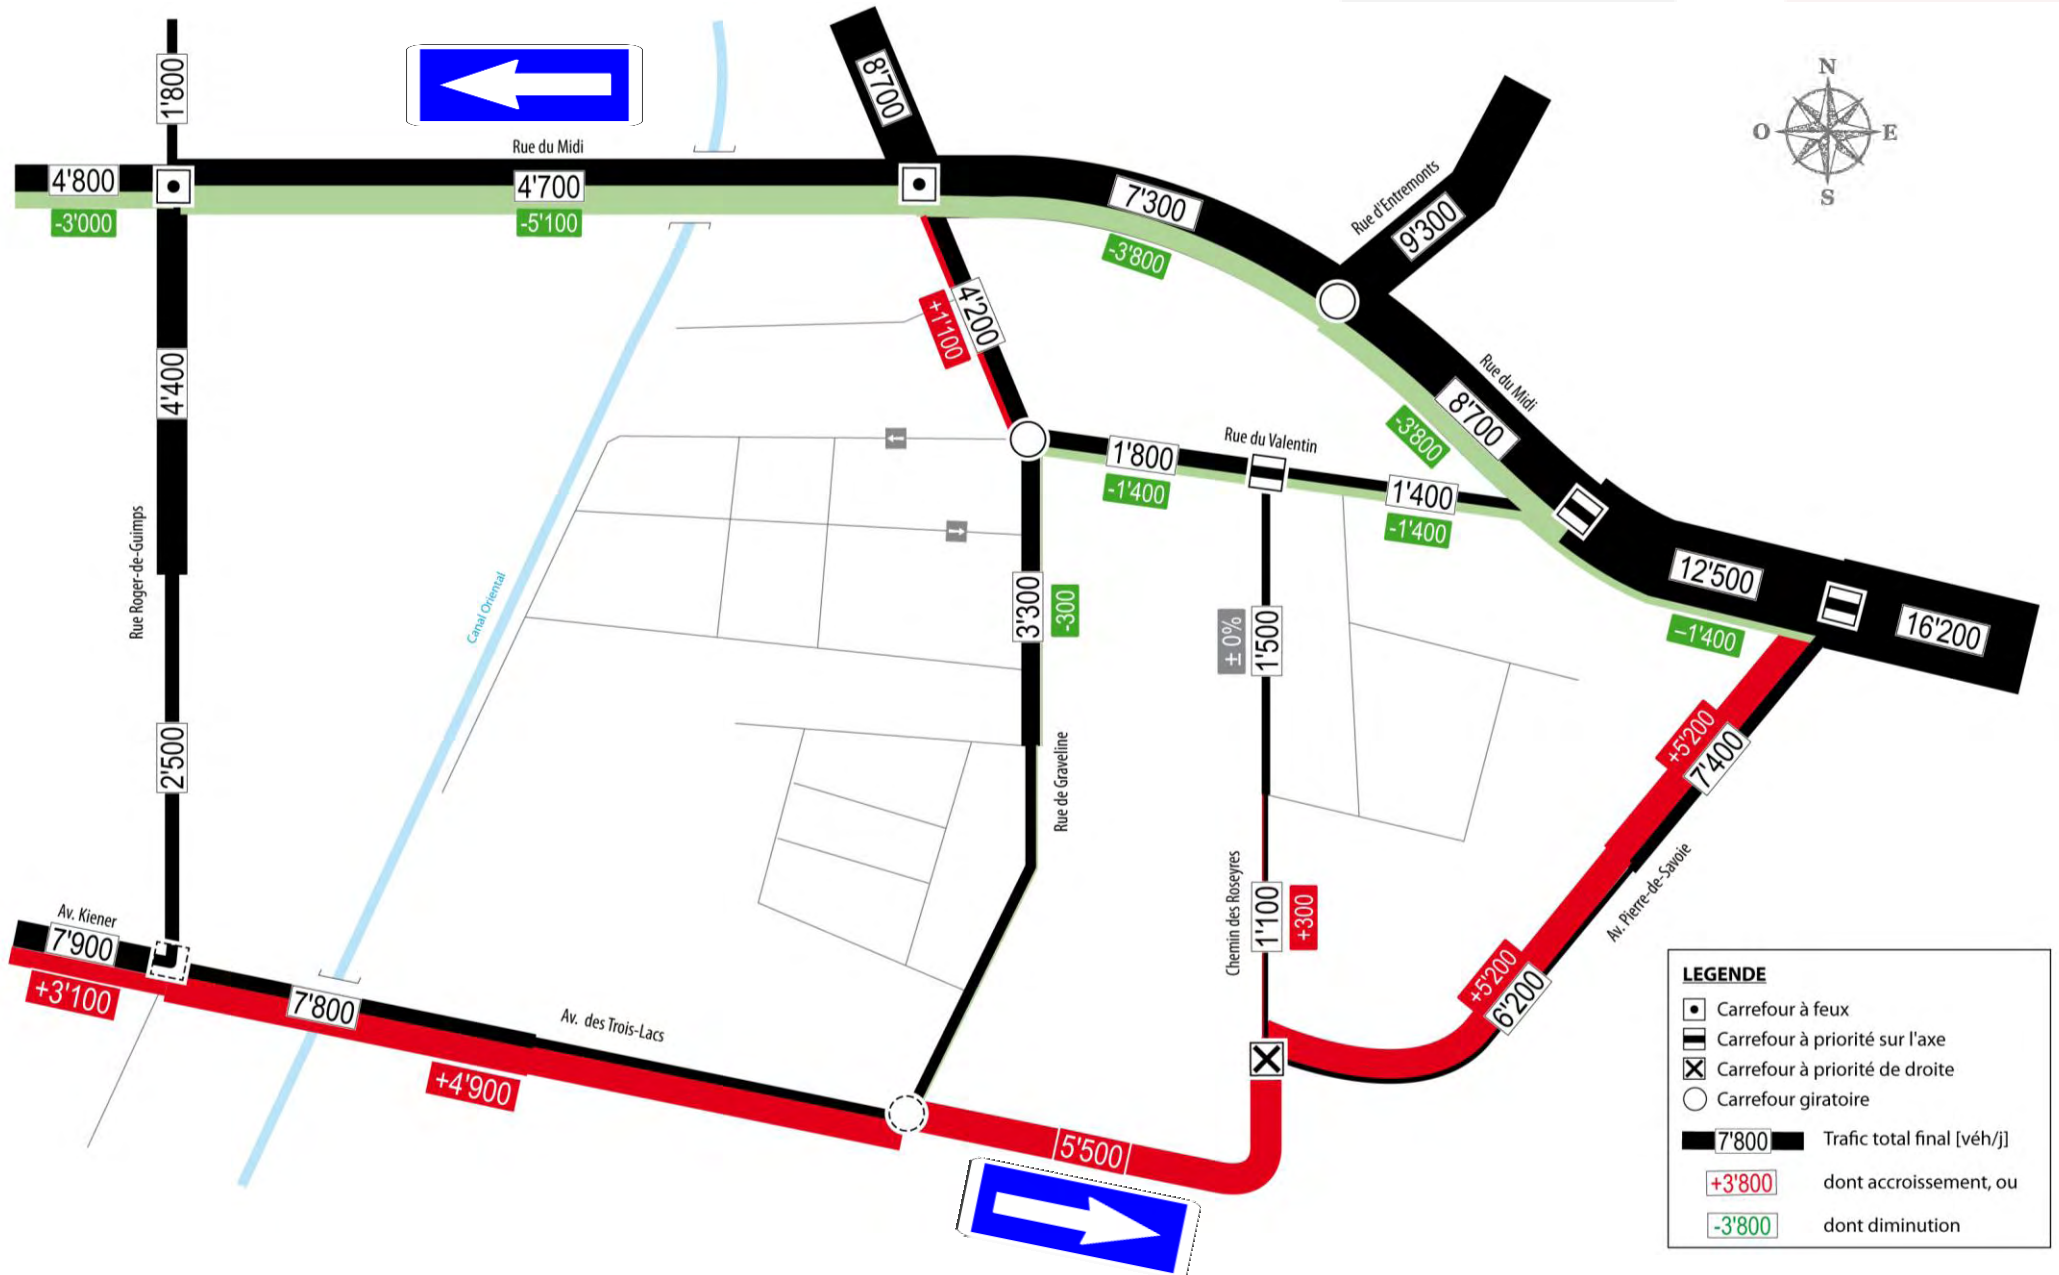 1'800
8'700
N
O
E
S
Rue du Midi
4'800
-3'000
4'700
-5'100
7'300
-3'800
Rue d'Entremonts
9'300
4'400
4'200
+1'100
Rue du Midi
8'700
-3'800
Rue du Valentin
1'800
-1'400
1'400
-1'400
12'500
–1'400
16'200
Rue Roger-de-Guimps
Canal Oriental
3'300
-300
± 0%
1'500
2'500
Rue de Graveline
+5'200
7'400
Av. Pierre-de-Savoie
Chemin des Roseyres
1'100
+300
Av. Kiener
7'900
+3'100
7'800
Av. des Trois-Lacs
+4'900
+5'200
6'200
5'500
LEGENDE
Carrefour à feux
Carrefour à priorité sur l'axe
Carrefour à priorité de droite
Carrefour giratoire
7'800 Trafic total final [véh/j]
+3'800 dont accroissement, ou
-3'800 dont diminution